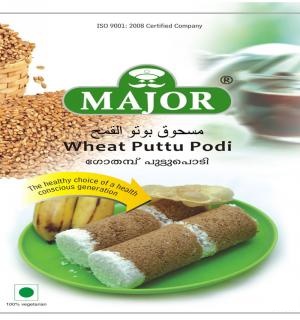 ISO 9001: 2008 Certified Company
MAJOR ®
مسحوق بوتو القمح
Wheat Puttu Podi
ഗോതമ്പ് പുട്ടുപൊടി
The healthy choice of a health
conscious generation
100% vegetarian